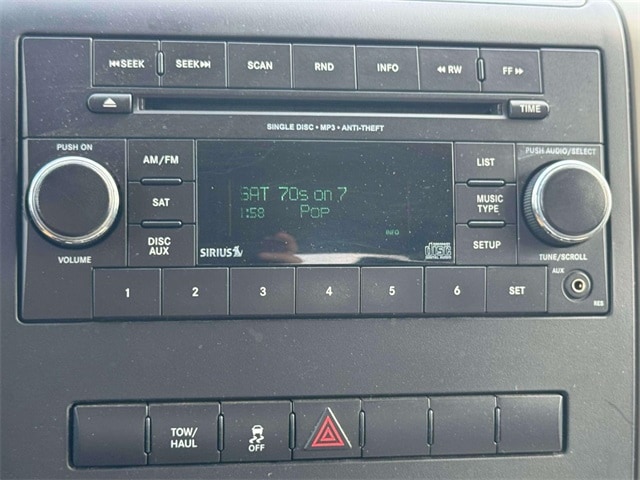 SEEK SEEK SCAN RND INFO RW FF
TIME
SINGLE DISC • MP3 • ANTI-THEFT
PUSH ON
VOLUME
AM/FM
SAT
DISC
AUX
SAT 70s on 7
1:58 POP
INFO
SIRIUS
LIST
MUSIC
TYPE
SETUP
PUSH AUDIO/SELECT
TUNE/SCROLL
1 2 3 4 5 6 SET
AUX
RES
TOW/
HAUL
OFF